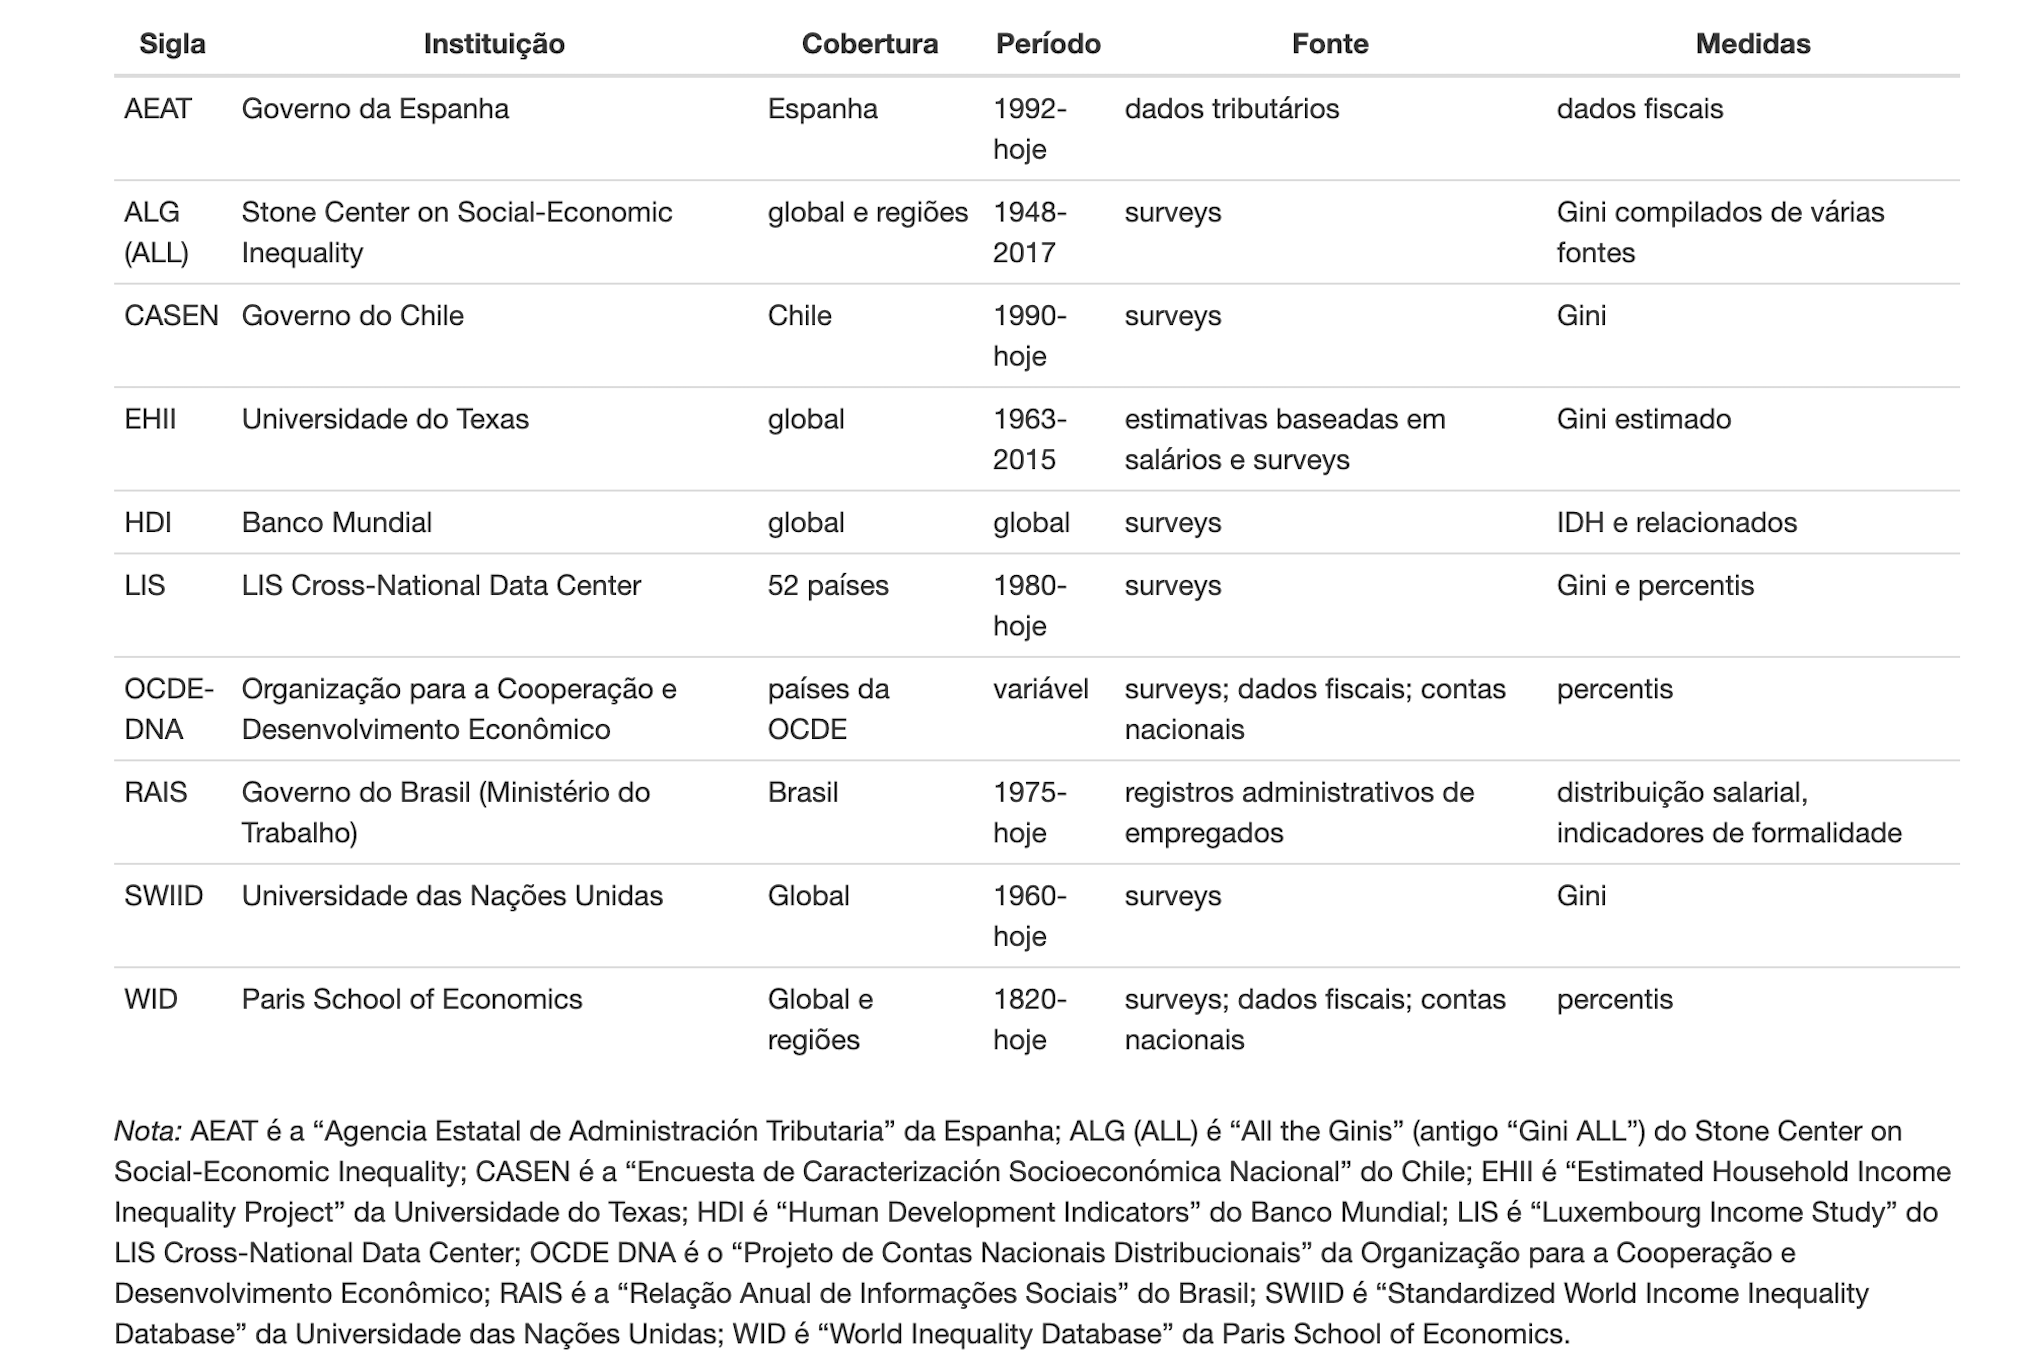 Sigla Instituição Cobertura Período Fonte Medidas
AEAT Governo da Espanha Espanha 1992- dados tributários dados fiscais
hoje
ALG Stone Center on Social-Economic global e regiões 1948- surveys Gini compilados de várias
(ALL) Inequality 2017 fontes
CASEN Governo do Chile Chile 1990- surveys Gini
hoje
EHII Universidade do Texas global 1963- estimativas baseadas em Gini estimado
2015 salários e surveys
HDI Banco Mundial global global surveys IDH e relacionados
LIS LIS Cross-National Data Center 52 países 1980- surveys Gini e percentis
hoje
OCDE- Organização para a Cooperação e países da variável surveys; dados fiscais; contas percentis
DNA Desenvolvimento Econômico OCDE nacionais
RAIS Governo do Brasil (Ministério do Brasil 1975- registros administrativos de distribuição salarial,
Trabalho) hoje empregados indicadores de formalidade
SWIID Universidade das Nações Unidas Global 1960- surveys Gini
hoje
WID Paris School of Economics Global e 1820- surveys; dados fiscais; contas percentis
regiões hoje nacionais
Nota: AEAT é a “Agencia Estatal de Administración Tributaria” da Espanha; ALG (ALL) é “All the Ginis” (antigo “Gini ALL”) do Stone Center on
Social-Economic Inequality; CASEN é a “Encuesta de Caracterización Socioeconómica Nacional” do Chile; EHII é “Estimated Household Income
Inequality Project” da Universidade do Texas; HDI é “Human Development Indicators” do Banco Mundial; LIS é “Luxembourg Income Study” do
LIS Cross-National Data Center; OCDE DNA é o “Projeto de Contas Nacionais Distribucionais” da Organização para a Cooperação e
Desenvolvimento Econômico; RAIS é a “Relação Anual de Informações Sociais” do Brasil; SWIID é “Standardized World Income Inequality
Database” da Universidade das Nações Unidas; WID é “World Inequality Database” da Paris School of Economics.